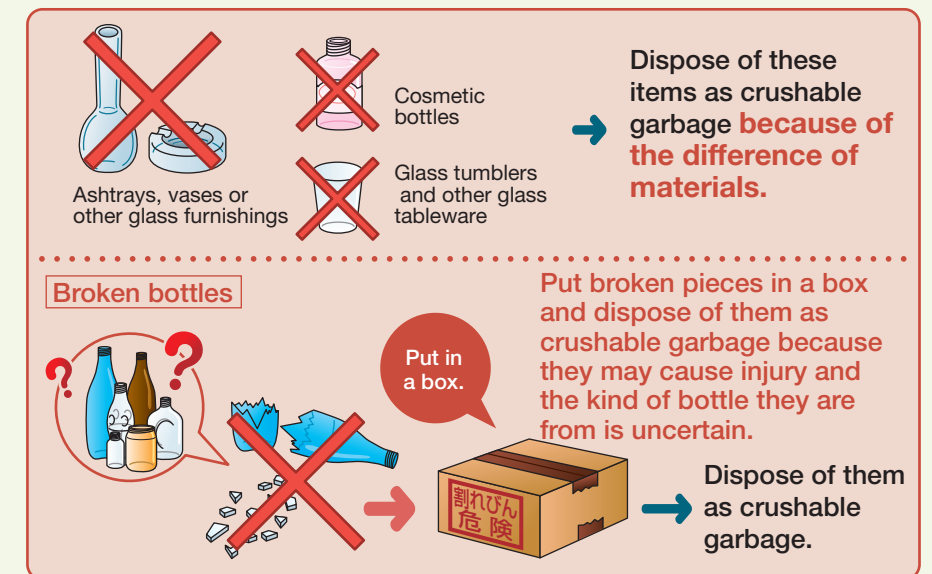 Ashtrays, vases or
other glass furnishings
Cosmetic
bottles
Glass tumblers
and other glass
tableware
Dispose of these
items as crushable
garbage because of
the difference of
materials.
Broken bottles
? ?
Put in
a box.
Put broken pieces in a box
and dispose of them as
crushable garbage because
they may cause injury and
the kind of bottle they are
from is uncertain.
割れびん
危険
Dispose of them
as crushable
garbage.